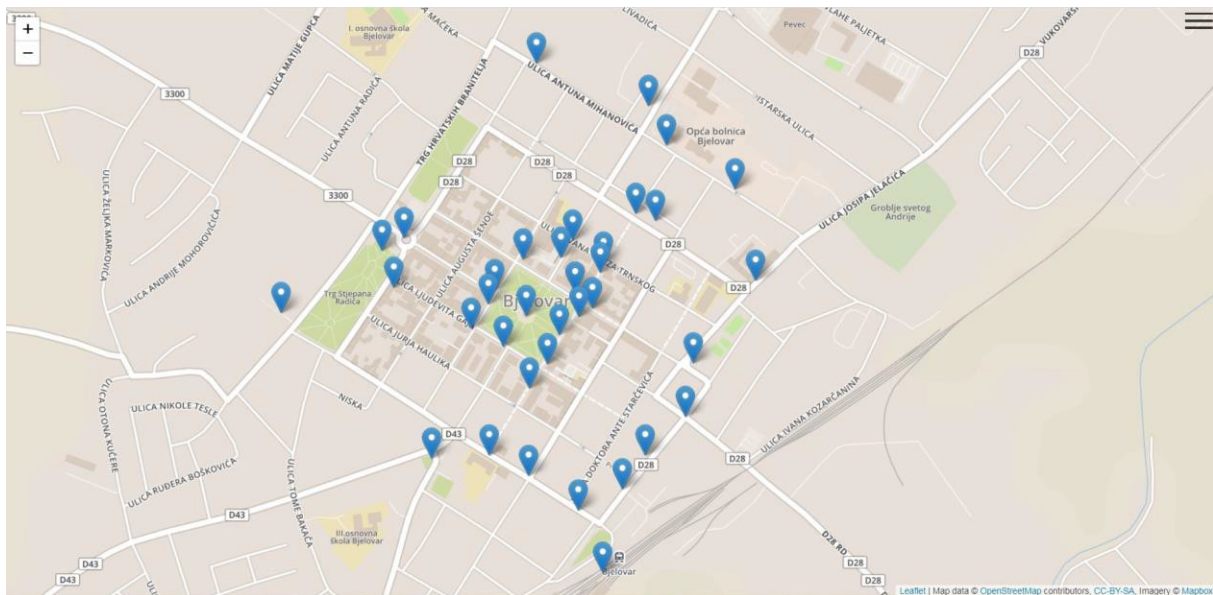 +
−
I. osnovna škola
Bjelovar
MAČEKA
LIVADIĆA
Pevec
VLAHE PALJETKA
VUKOVARS
D28
ULICA MATIJE GUPCA
3300
ULICA ANTUNA RADIĆA
TRG HRVATSKIH BRANITELJA
ULICA ANTUNA MIHANOVIĆA
ISTARSKA ULICA
Opća bolnica
Bjelovar
D28
D28
D28
D28
3300
ULICA JOSIPA JELAČIĆA
Groblje svetog
Andrije
ULICA ŽELJKA MARKOVIĆA
ULICA ANDRIJE MOHOROVIČIĆA
ULICA AUGUSTA ŠENOE
D28
D28
Trg Stjepana
Radića
Bjelovar
ULICA JURJA HAULIKA
NISKA
ULICA OTONA KUČERE
ULICA NIKOLE TESLE
D43
ULICA RUĐERA BOŠKOVIĆA
ULICA TOME BAKAČA
DOKTORA ANTE STARČEVIĆA
ULICA IVANA KOZARČANINA
D28
D28
D43
III.osnovna
škola Bjelovar
D28 RD
D43
D43
Bjelovar
D28
D28
Leaflet | Map data © OpenStreetMap contributors, CC-BY-SA, Imagery © Mapbox